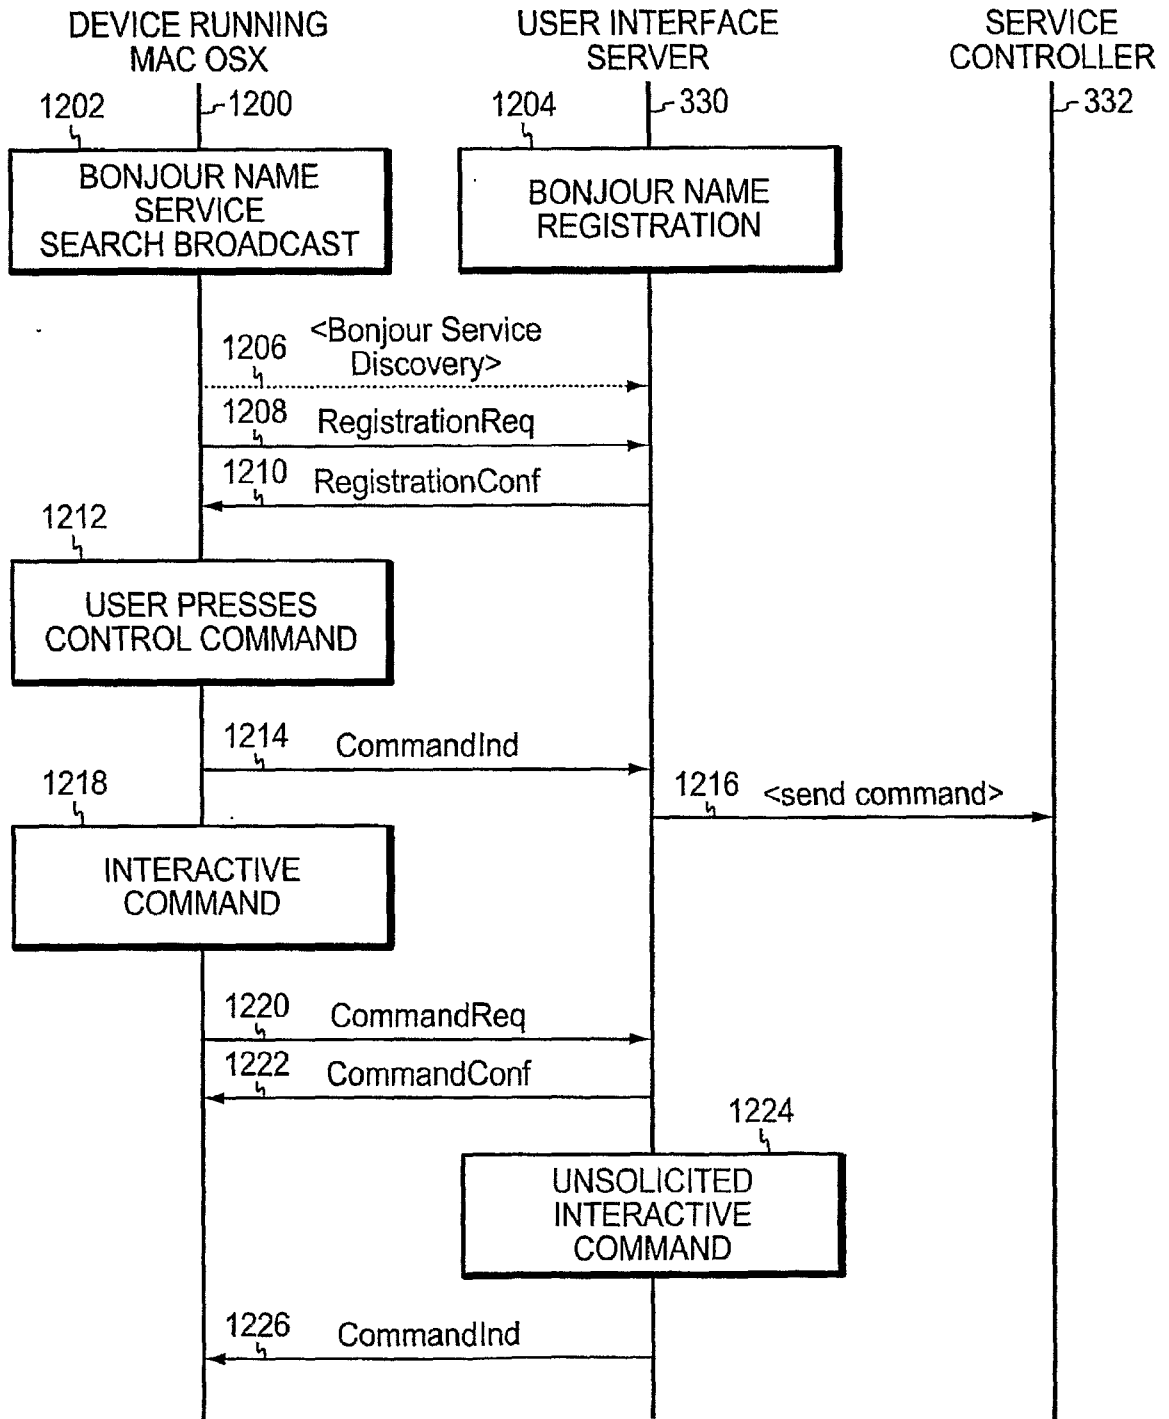 DEVICE RUNNING
MAC OSX
USER INTERFACE
SERVER
SERVICE
CONTROLLER
1202
1200
1204
330
332
BONJOUR NAME
SERVICE
SEARCH BROADCAST
BONJOUR NAME
REGISTRATION
1206
<Bonjour Service
Discovery>
1208
RegistrationReq
1210
RegistrationConf
1212
USER PRESSES
CONTROL COMMAND
1214
CommandInd
1216
<send command>
1218
INTERACTIVE
COMMAND
1220
CommandReq
1222
CommandConf
1224
UNSOLICITED
INTERACTIVE
COMMAND
1226
CommandInd